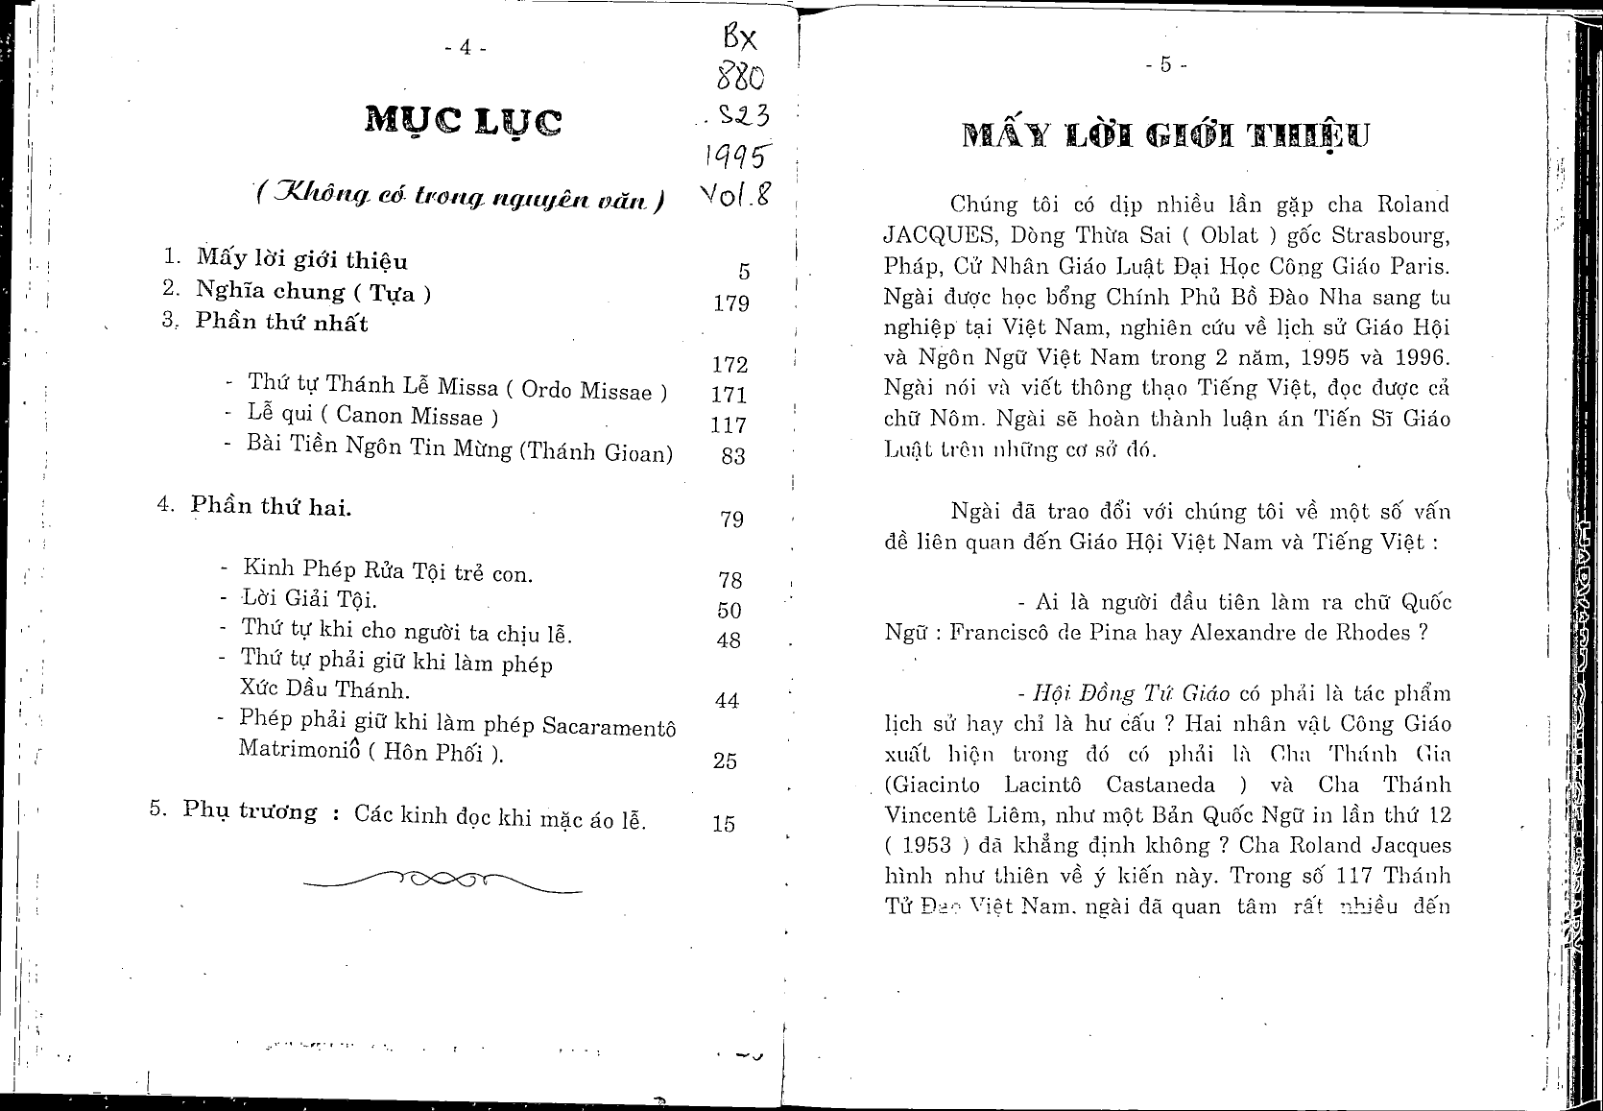 - 4 -
BX
880
.S23
1995
Vol.8
MỤC LỤC
( Không có trong nguyên văn )
1. Mấy lời giới thiệu 5
2. Nghĩa chung ( Tựa ) 179
3. Phần thứ nhất
172
- Thứ tự Thánh Lễ Missa ( Ordo Missae ) 171
- Lễ qui ( Canon Missae ) 117
- Bài Tiền Ngôn Tin Mừng (Thánh Gioan) 83
4. Phần thứ hai. 79
- Kinh Phép Rửa Tội trẻ con. 78
- Lời Giải Tội. 50
- Thứ tự khi cho người ta chịu lễ. 48
- Thứ tự phải giữ khi làm phép
Xức Dầu Thánh. 44
- Phép phải giữ khi làm phép Sacaramentô
Matrimoniô ( Hôn Phối ). 25
5. Phụ trương : Các kinh đọc khi mặc áo lễ. 15
- 5 -
MẤY LỜI GIỚI THIỆU
Chúng tôi có dịp nhiều lần gặp cha Roland
JACQUES, Dòng Thừa Sai ( Oblat ) gốc Strasbourg,
Pháp, Cử Nhân Giáo Luật Đại Học Công Giáo Paris.
Ngài được học bổng Chính Phủ Bồ Đào Nha sang tu
nghiệp tại Việt Nam, nghiên cứu về lịch sử Giáo Hội
và Ngôn Ngữ Việt Nam trong 2 năm, 1995 và 1996.
Ngài nói và viết thông thạo Tiếng Việt, đọc được cả
chữ Nôm. Ngài sẽ hoàn thành luận án Tiến Sĩ Giáo
Luật trên những cơ sở đó.
Ngài đã trao đổi với chúng tôi về một số vấn
đề liên quan đến Giáo Hội Việt Nam và Tiếng Việt :
- Ai là người đầu tiên làm ra chữ Quốc
Ngữ : Franciscô de Pina hay Alexandre de Rhodes ?
- Hội Đồng Tứ Giáo có phải là tác phẩm
lịch sử hay chỉ là hư cấu ? Hai nhân vật Công Giáo
xuất hiện trong đó có phải là Cha Thánh Gia
(Giacinto Lacintô Castaneda ) và Cha Thánh
Vincentê Liêm, như một Bản Quốc Ngữ in lần thứ 12
( 1953 ) đã khẳng định không ? Cha Roland Jacques
hình như thiên về ý kiến này. Trong số 117 Thánh
Tử Đạo Việt Nam, ngài đã quan tâm rất nhiều đến